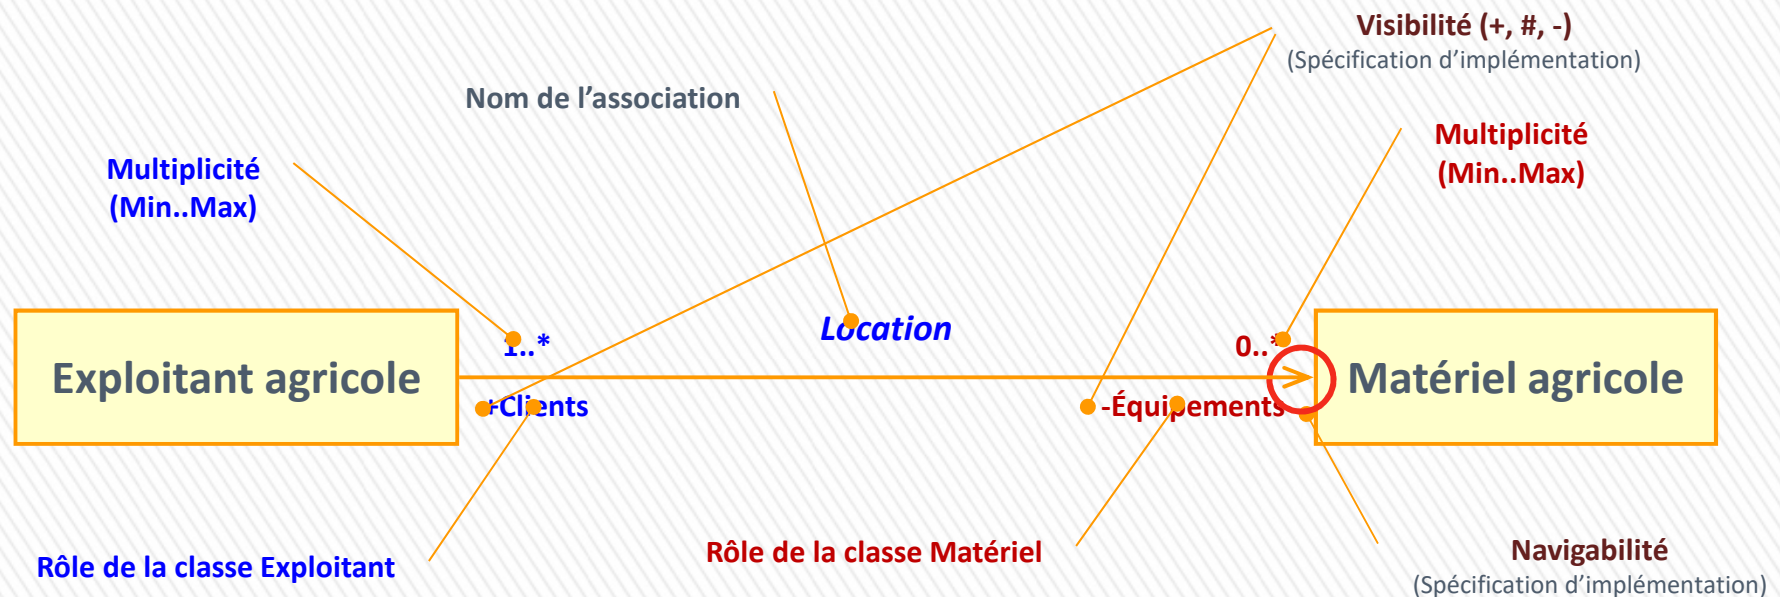 Visibilité (+, #, -)
(Spécification d’implémentation)
Nom de l’association
Multiplicité
(Min..Max)
Multiplicité
(Min..Max)
Exploitant agricole
1..*
Location
0..*
Matériel agricole
+Clients
-Équipements
Rôle de la classe Exploitant
Rôle de la classe Matériel
Navigabilité
(Spécification d’implémentation)